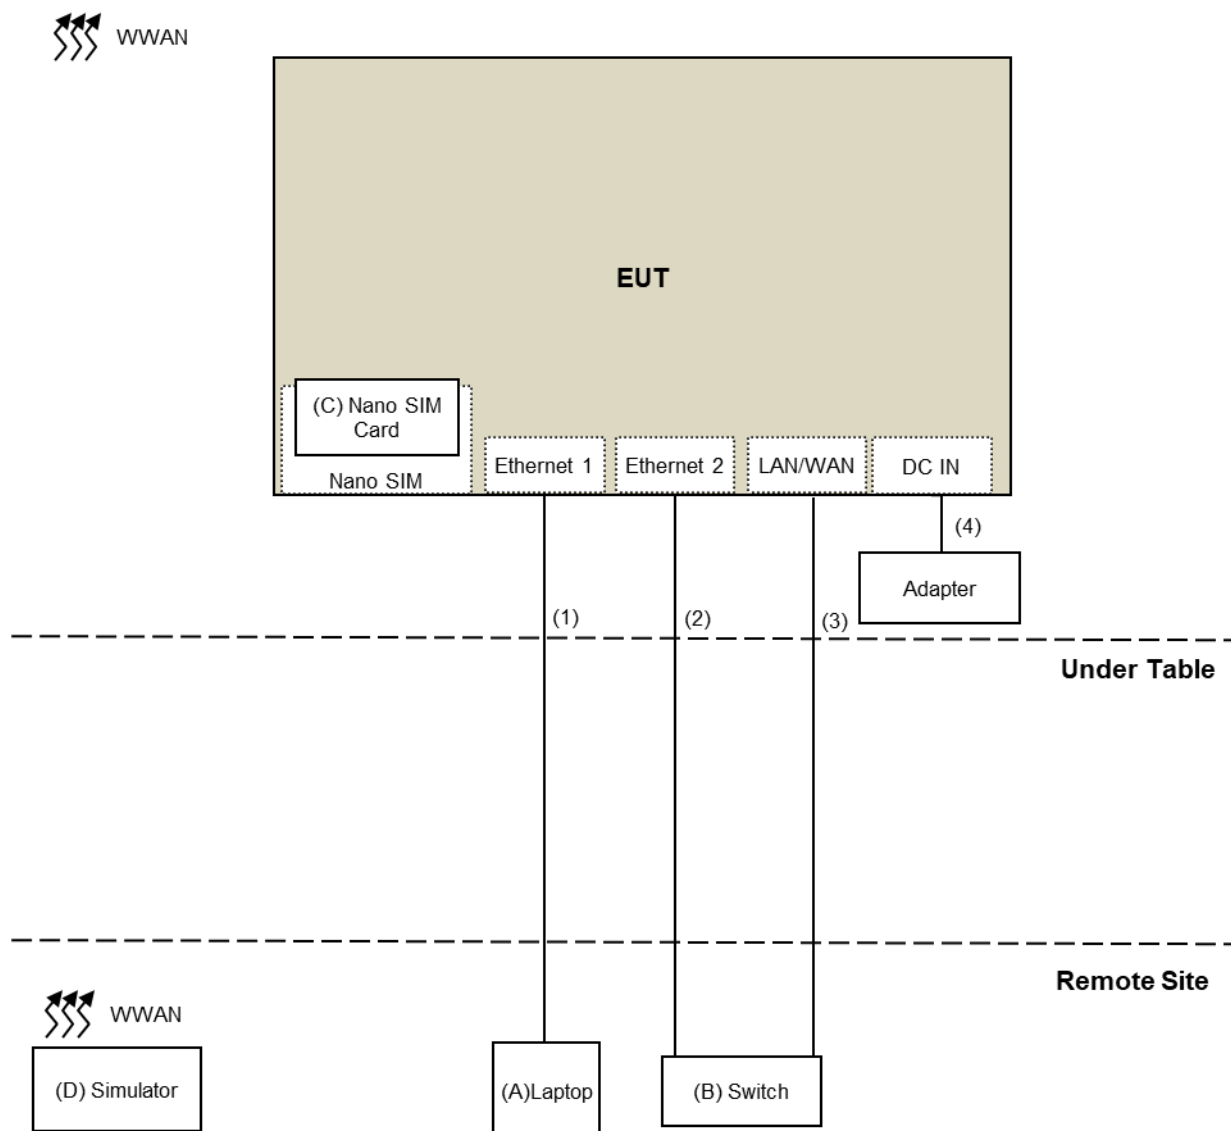 WWAN
EUT
(C) Nano SIM
Card
Nano SIM
Ethernet 1
Ethernet 2
LAN/WAN
DC IN
(4)
Adapter
(1)
(2)
(3)
Under Table
Remote Site
WWAN
(D) Simulator
(A)Laptop
(B) Switch